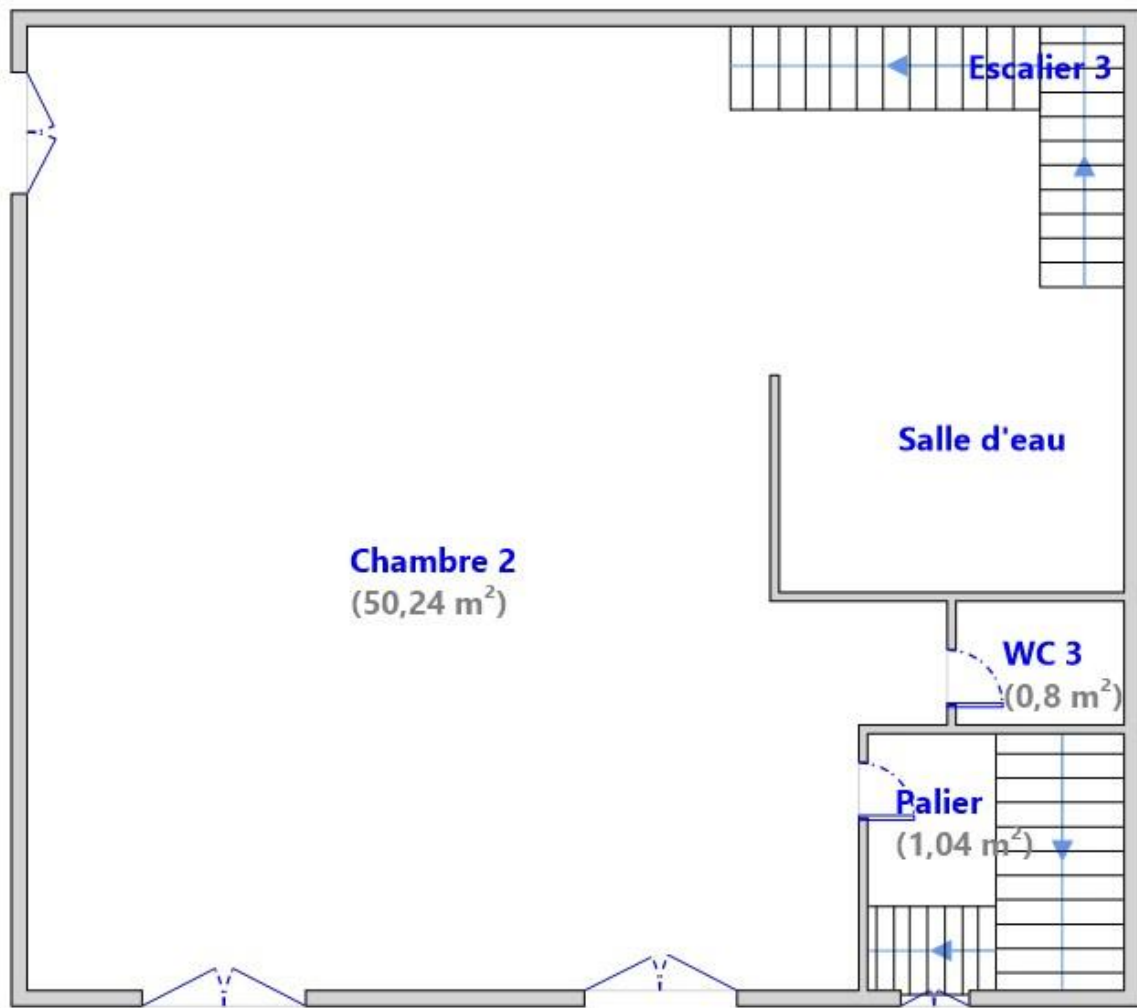 Escalier 3
Salle d'eau
Chambre 2
(50,24 m²)
WC 3
(0,8 m²)
Palier
(1,04 m²)